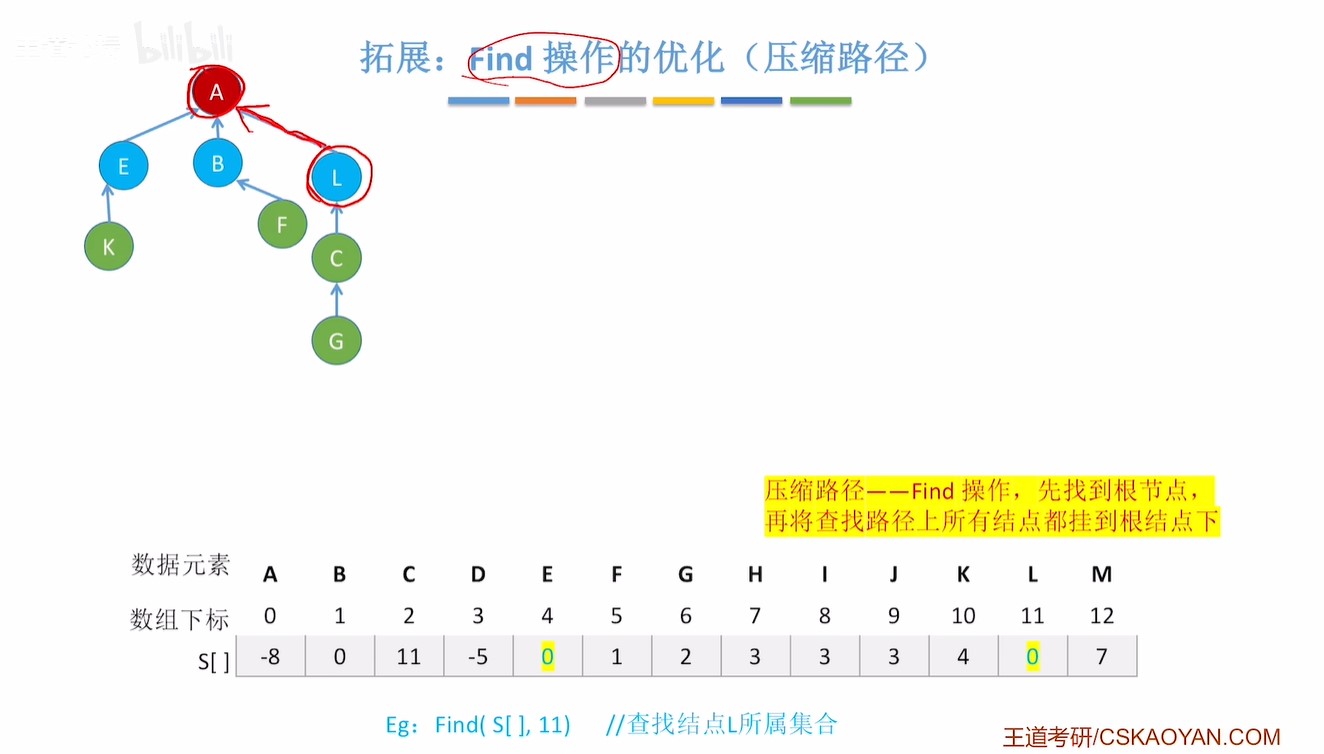 bilibili
拓展：Find 操作的优化（压缩路径）
A
E
B
L
F
K
C
G
压缩路径——Find 操作，先找到根节点，
再将查找路径上所有结点都挂到根结点下
数据元素 A B C D E F G H I J K L M
数组下标 0 1 2 3 4 5 6 7 8 9 10 11 12
S[ ] -8 0 11 -5 0 1 2 3 3 3 4 0 7
Eg：Find( S[ ], 11) //查找结点L所属集合
王道考研/CSKAOYAN.COM